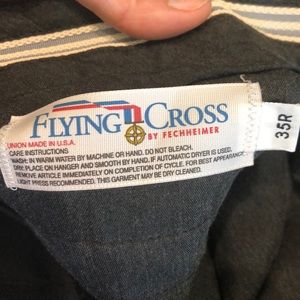 FLYING CROSS
BY FECHHEIMER
UNION MADE IN U.S.A.
CARE INSTRUCTIONS
WASH: IN WARM WATER BY MACHINE OR HAND. DO NOT BLEACH.
DRY: PLACE ON HANGER AND SMOOTH BY HAND. IF AUTOMATIC DRYER IS USED,
REMOVE ARTICLE IMMEDIATELY ON COMPLETION OF CYCLE. FOR BEST APPEARANCE
LIGHT PRESS RECOMMENDED. THIS GARMENT MAY BE DRY CLEANED.
35R